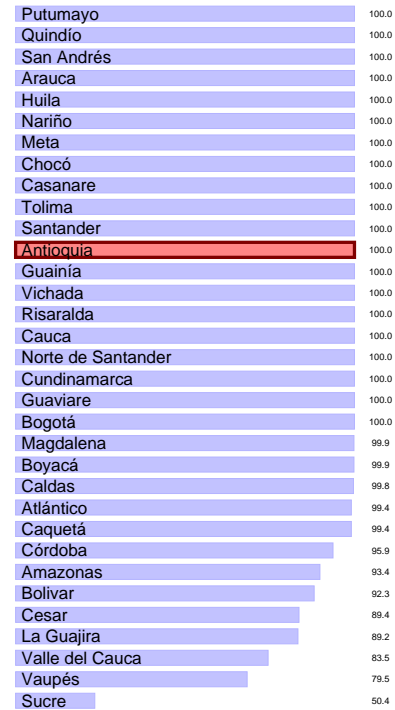 Putumayo 100.0
Quindío 100.0
San Andrés 100.0
Arauca 100.0
Huila 100.0
Nariño 100.0
Meta 100.0
Chocó 100.0
Casanare 100.0
Tolima 100.0
Santander 100.0
Antioquia 100.0
Guainía 100.0
Vichada 100.0
Risaralda 100.0
Cauca 100.0
Norte de Santander 100.0
Cundinamarca 100.0
Guaviare 100.0
Bogotá 100.0
Magdalena 99.9
Boyacá 99.9
Caldas 99.8
Atlántico 99.4
Caquetá 99.4
Córdoba 95.9
Amazonas 93.4
Bolivar 92.3
Cesar 89.4
La Guajira 89.2
Valle del Cauca 83.5
Vaupés 79.5
Sucre 50.4